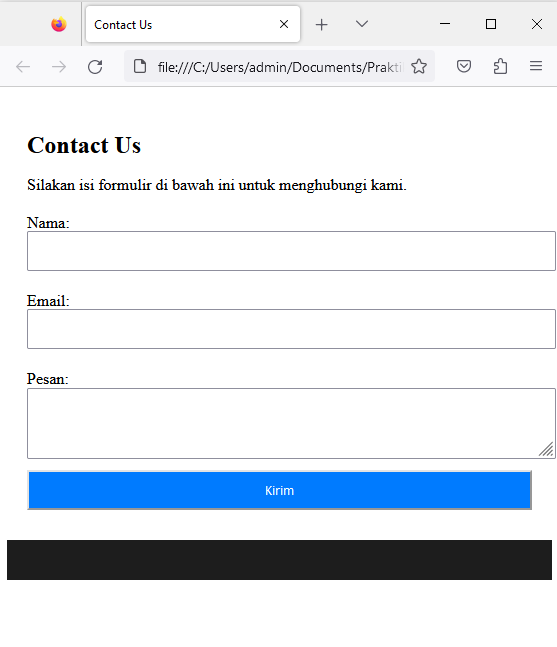 Contact Us
file:///C:/Users/admin/Documents/Prakti
Contact Us
Silakan isi formulir di bawah ini untuk menghubungi kami.
Nama:
Email:
Pesan:
Kirim